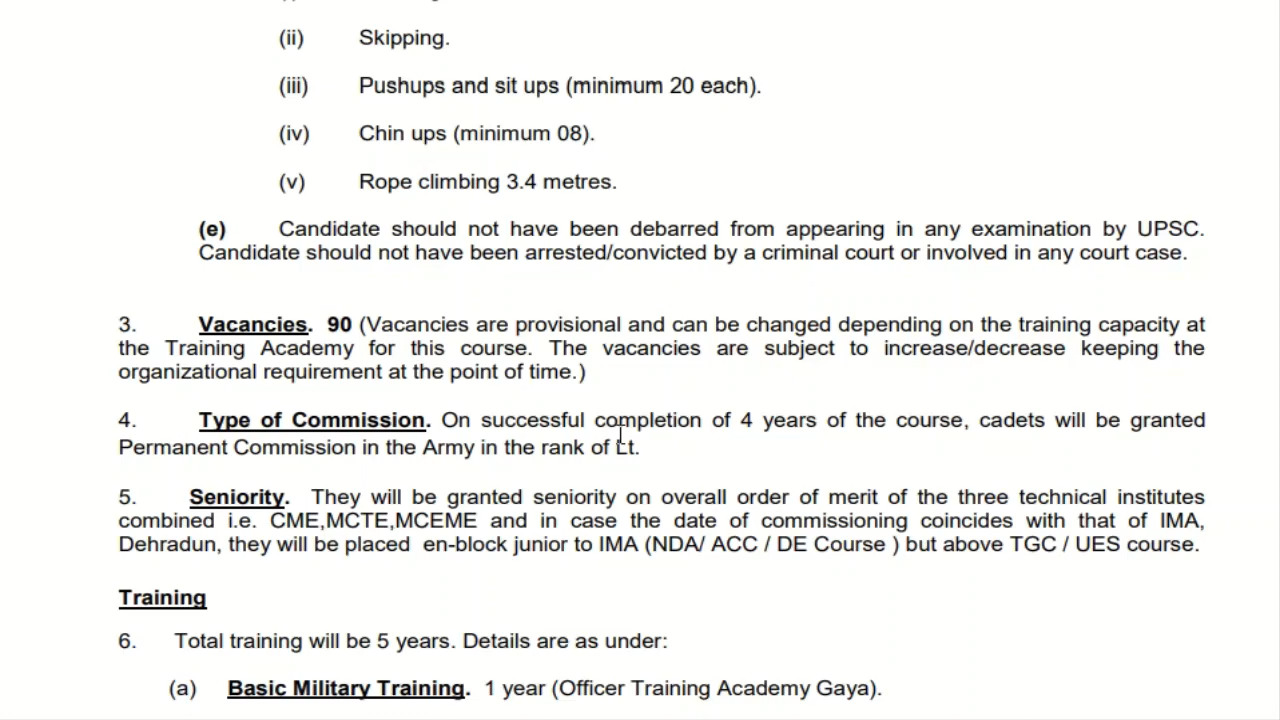 (ii) Skipping.
(iii) Pushups and sit ups (minimum 20 each).
(iv) Chin ups (minimum 08).
(v) Rope climbing 3.4 metres.
(e) Candidate should not have been debarred from appearing in any examination by UPSC.
Candidate should not have been arrested/convicted by a criminal court or involved in any court case.
3. Vacancies. 90 (Vacancies are provisional and can be changed depending on the training capacity at
the Training Academy for this course. The vacancies are subject to increase/decrease keeping the
organizational requirement at the point of time.)
4. Type of Commission. On successful completion of 4 years of the course, cadets will be granted
Permanent Commission in the Army in the rank of Lt.
5. Seniority. They will be granted seniority on overall order of merit of the three technical institutes
combined i.e. CME,MCTE,MCEME and in case the date of commissioning coincides with that of IMA,
Dehradun, they will be placed en-block junior to IMA (NDA/ ACC / DE Course ) but above TGC / UES course.
Training
6. Total training will be 5 years. Details are as under:
(a) Basic Military Training. 1 year (Officer Training Academy Gaya).